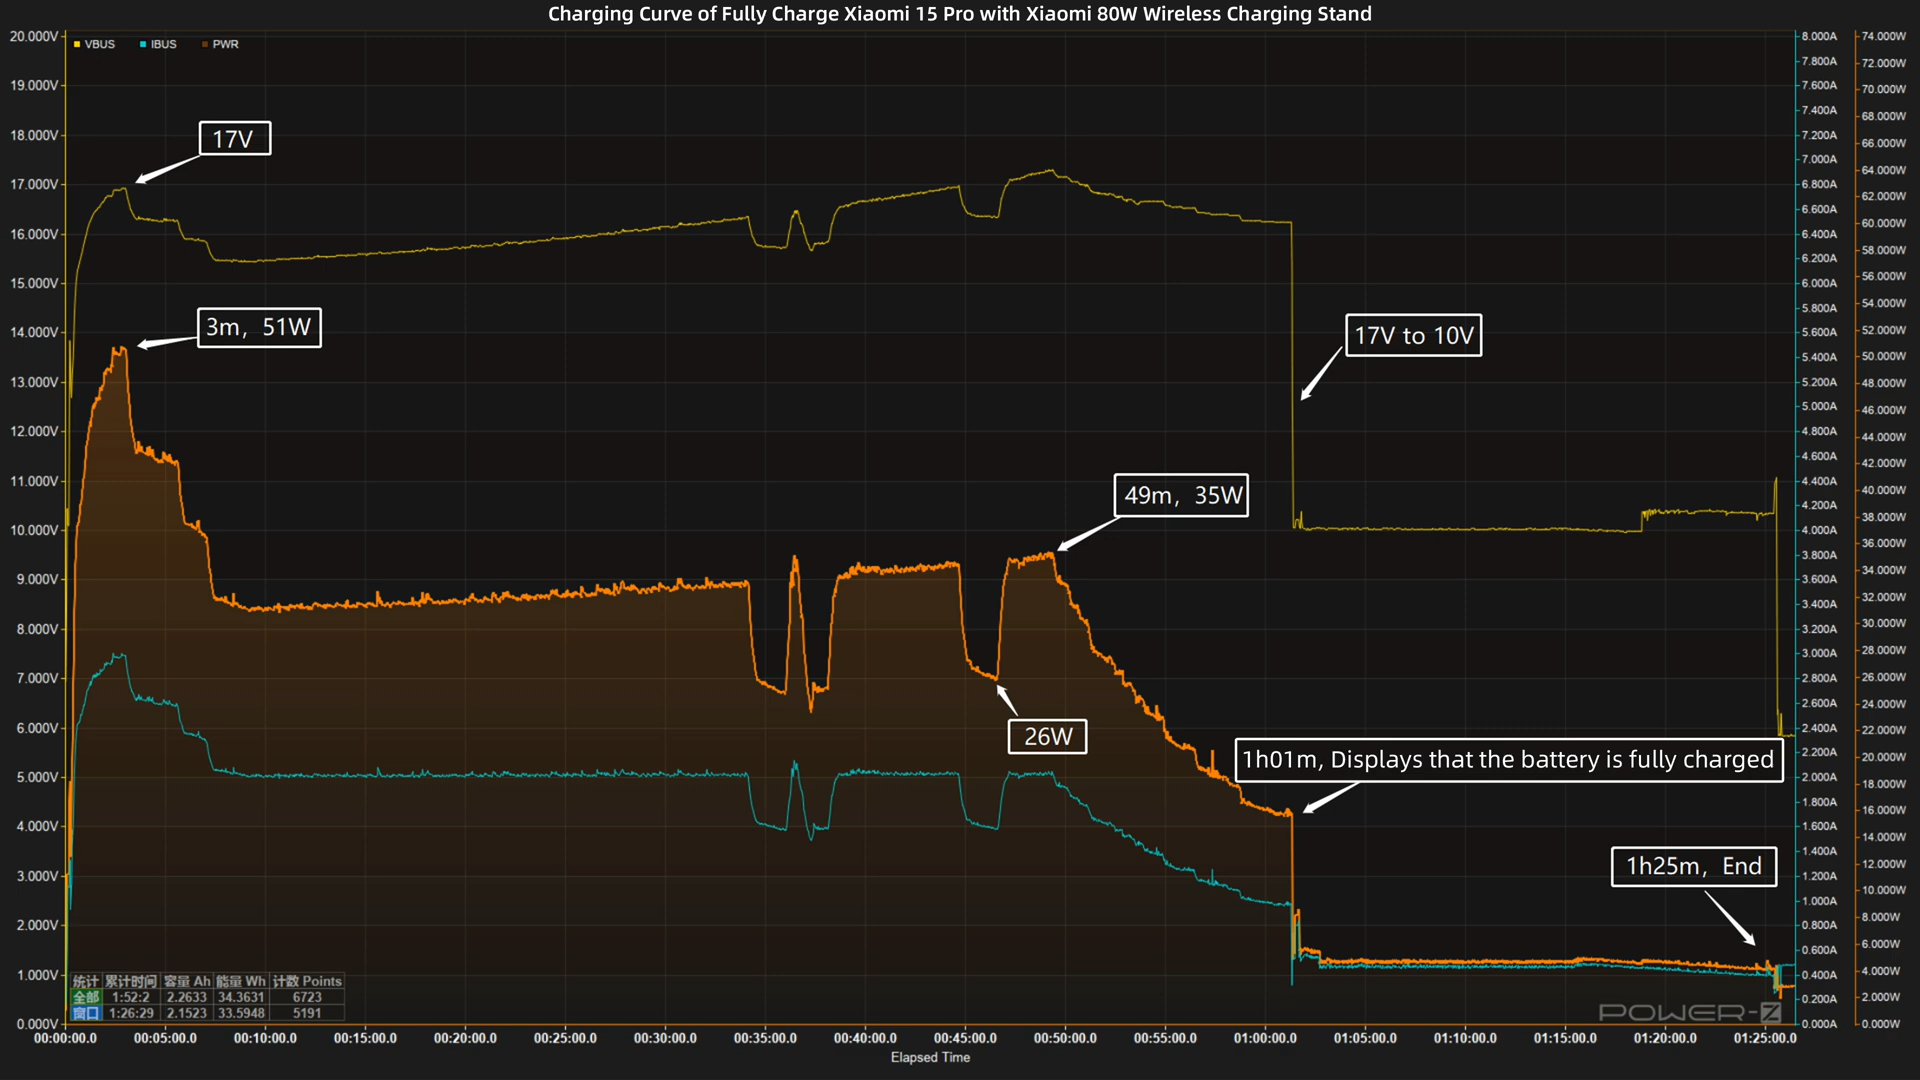 Charging Curve of Fully Charge Xiaomi 15 Pro with Xiaomi 80W Wireless Charging Stand
VBUS IBUS PWR
20.000V
19.000V
18.000V
17.000V
16.000V
15.000V
14.000V
13.000V
12.000V
11.000V
10.000V
9.000V
8.000V
7.000V
6.000V
5.000V
4.000V
3.000V
2.000V
1.000V
0.000V
8.000A
7.800A
7.600A
7.400A
7.200A
7.000A
6.800A
6.600A
6.400A
6.200A
6.000A
5.800A
5.600A
5.400A
5.200A
5.000A
4.800A
4.600A
4.400A
4.200A
4.000A
3.800A
3.600A
3.400A
3.200A
3.000A
2.800A
2.600A
2.400A
2.200A
2.000A
1.800A
1.600A
1.400A
1.200A
1.000A
0.800A
0.600A
0.400A
0.200A
0.000A
74.000W
72.000W
70.000W
68.000W
66.000W
64.000W
62.000W
60.000W
58.000W
56.000W
54.000W
52.000W
50.000W
48.000W
46.000W
44.000W
42.000W
40.000W
38.000W
36.000W
34.000W
32.000W
30.000W
28.000W
26.000W
24.000W
22.000W
20.000W
18.000W
16.000W
14.000W
12.000W
10.000W
8.000W
6.000W
4.000W
2.000W
0.000W
17V
3m, 51W
17V to 10V
49m, 35W
26W
1h01m, Displays that the battery is fully charged
1h25m, End
统计 累计时间 容量 Ah 能量 Wh 计数 Points
全部 1:52:2 2.2633 34.3631 6723
窗口 1:26:29 2.1523 33.5948 5191
POWER-Z
00:00:00.0 00:05:00.0 00:10:00.0 00:15:00.0 00:20:00.0 00:25:00.0 00:30:00.0 00:35:00.0 00:40:00.0 00:45:00.0 00:50:00.0 00:55:00.0 01:00:00.0 01:05:00.0 01:10:00.0 01:15:00.0 01:20:00.0 01:25:00.0
Elapsed Time